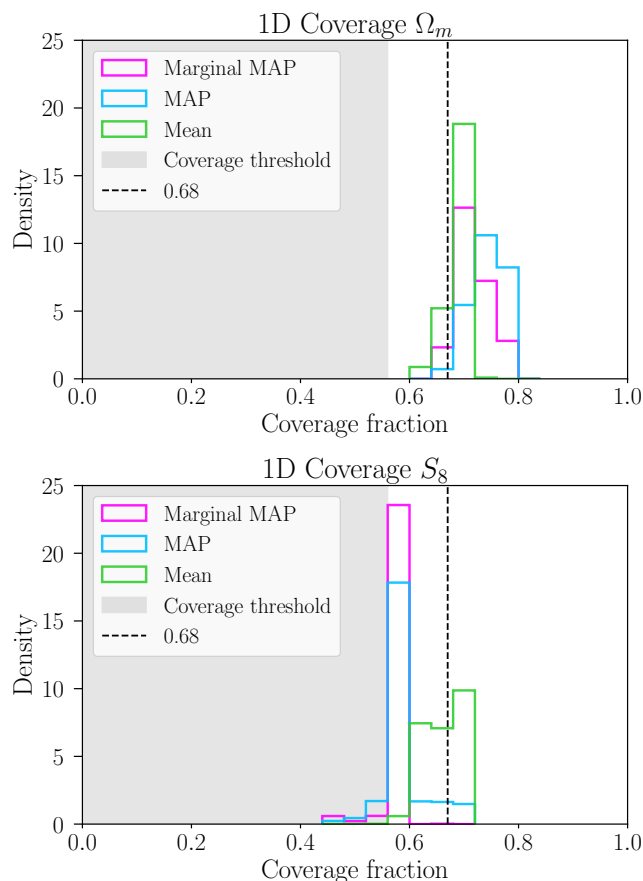 1D Coverage Ω_m
25
20
15
10
5
0
Density
Marginal MAP
MAP
Mean
Coverage threshold
0.68
0.0 0.2 0.4 0.6 0.8 1.0
Coverage fraction
1D Coverage S_8
25
20
15
10
5
0
Density
Marginal MAP
MAP
Mean
Coverage threshold
0.68
0.0 0.2 0.4 0.6 0.8 1.0
Coverage fraction